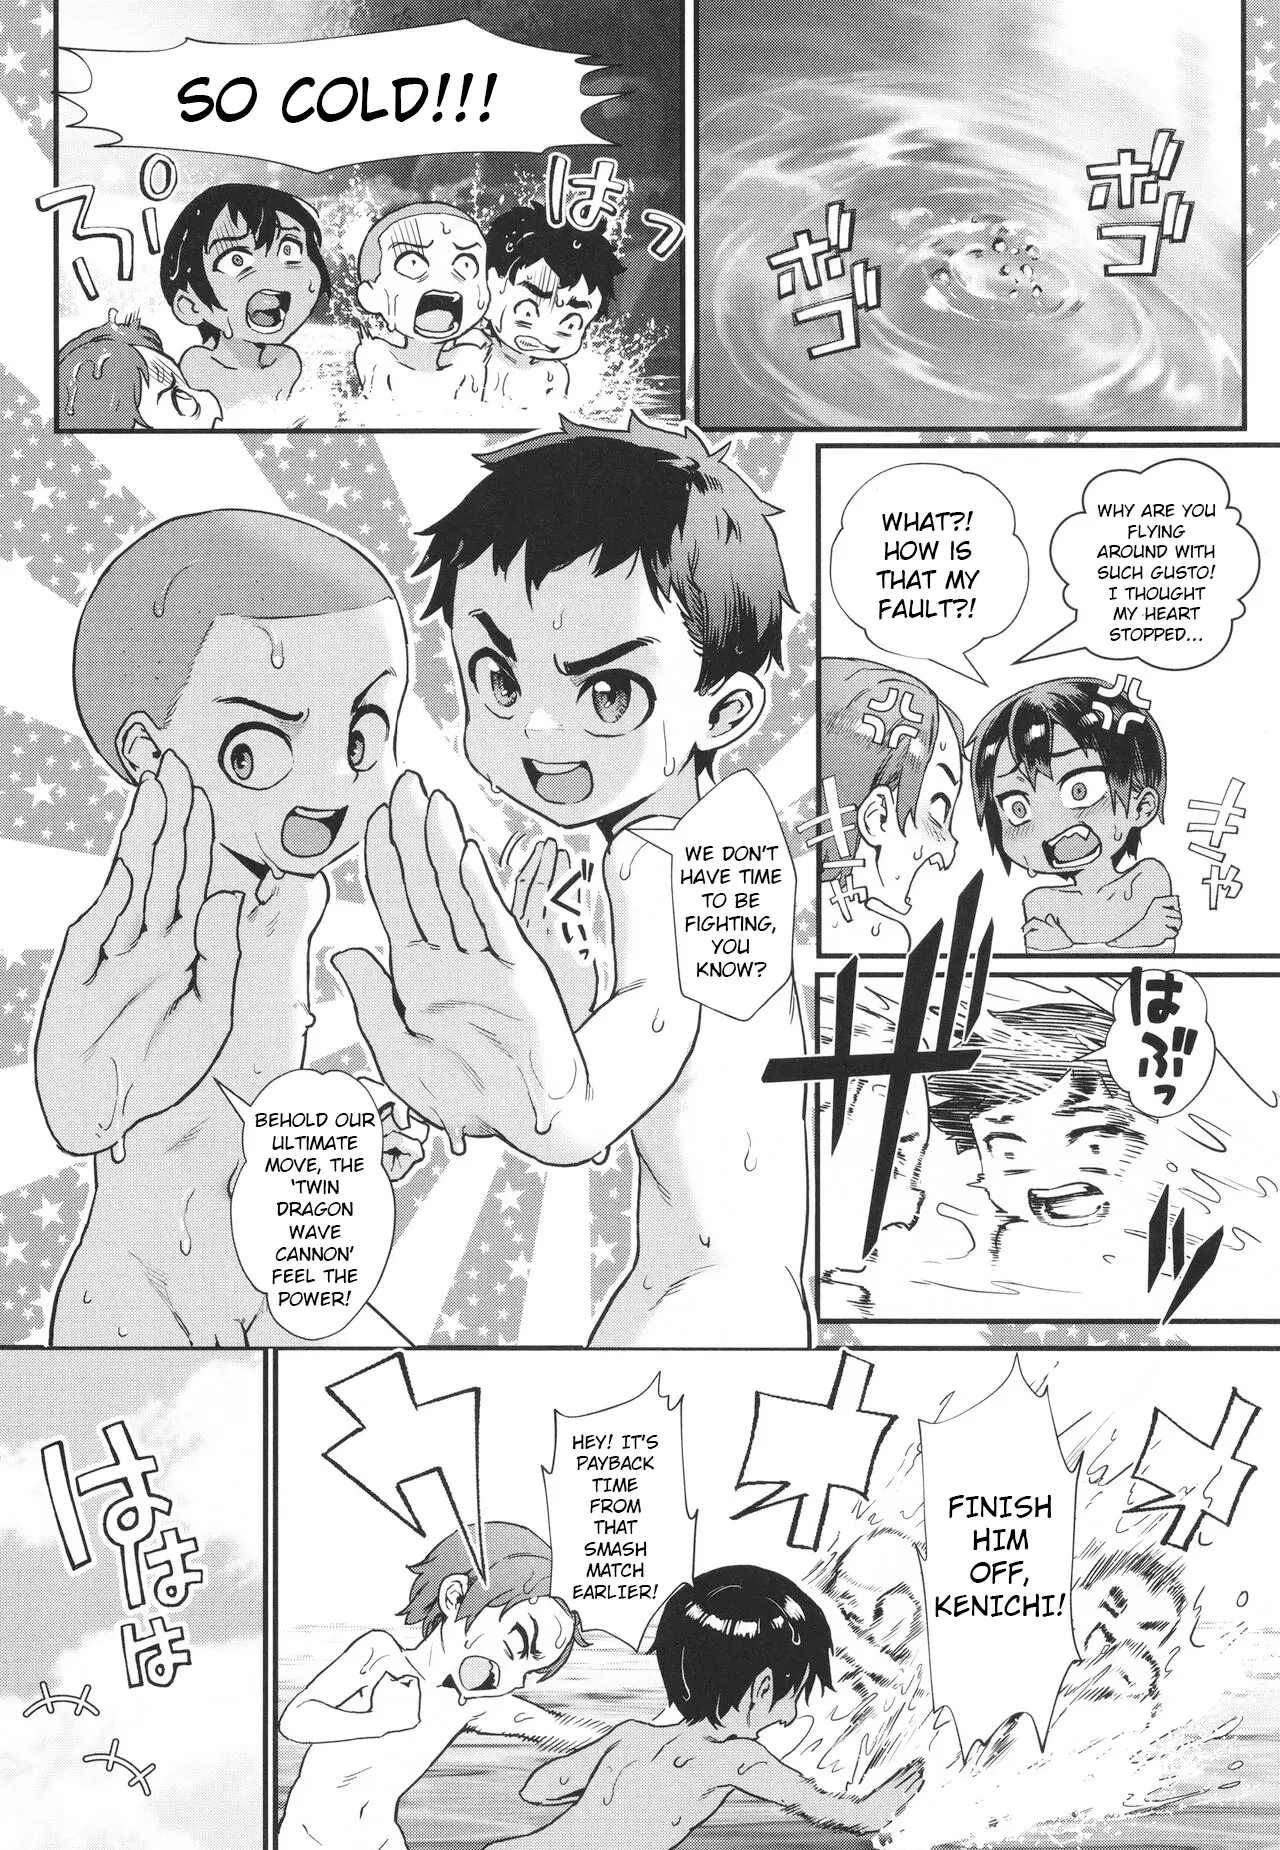 ボゴ
ボゴ
SO COLD!!!
はっ
ぷ
WHY ARE YOU
FLYING
AROUND WITH
SUCH GUSTO!
I THOUGHT
MY HEART
STOPPED...
WHAT?!
HOW IS
THAT MY
FAULT?!
ギャ
ギャ
はぶっ
ザ
WE DON'T
HAVE TIME
TO BE
FIGHTING,
YOU
KNOW?
ぐいっ
BEHOLD OUR
ULTIMATE
MOVE, THE
'TWIN
DRAGON
WAVE
CANNON'
FEEL THE
POWER!
FINISH
HIM
OFF,
KENICHI!
HEY! IT'S
PAYBACK
TIME
FROM
THAT
SMASH
MATCH
EARLIER!
はははは